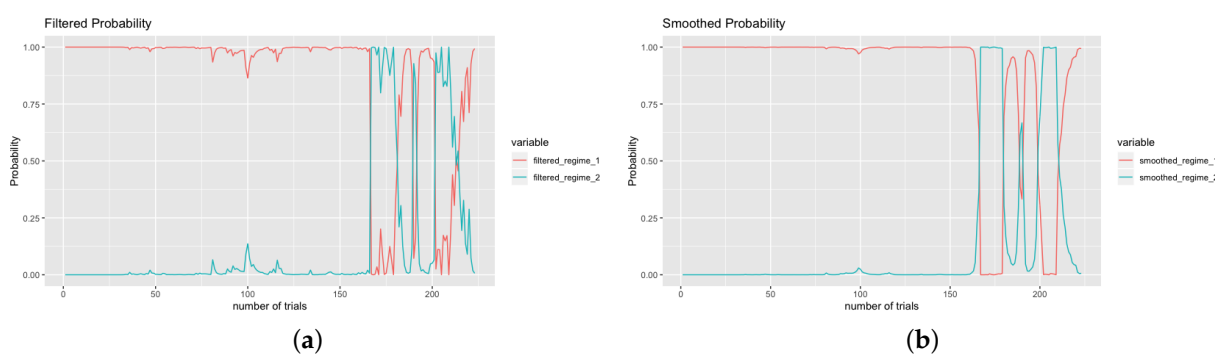 Filtered Probability
1.00
0.75
0.50
0.25
0.00
Probability
0
50
100
150
200
number of trials
variable
filtered_regime_1
filtered_regime_2
(a)
Smoothed Probability
1.00
0.75
0.50
0.25
0.00
Probability
0
50
100
150
200
number of trials
variable
smoothed_regime_1
smoothed_regime_2
(b)